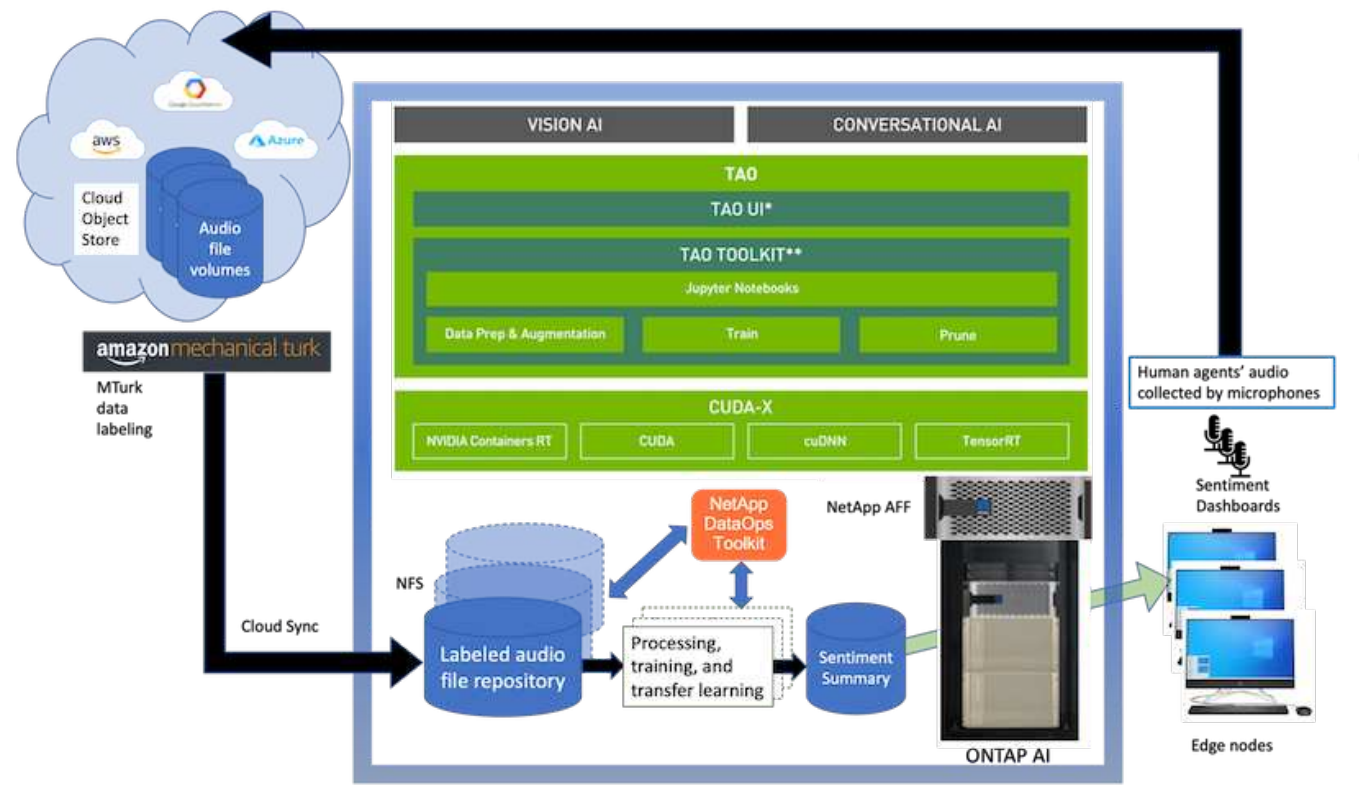 Google Cloud Platform
aws
Azure
Cloud
Object
Store
Audio
file
volumes
amazon mechanical turk
MTurk
data
labeling
Cloud Sync
VISION AI
CONVERSATIONAL AI
TAO
TAO UI*
TAO TOOLKIT**
Jupyter Notebooks
Data Prep & Augmentation
Train
Prune
CUDA-X
NVIDIA Containers RT
CUDA
cuDNN
TensorRT
NetApp
DataOps
Toolkit
NetApp AFF
NFS
Labeled audio
file repository
Processing,
training, and
transfer learning
Sentiment
Summary
ONTAP AI
Human agents’ audio
collected by microphones
Sentiment
Dashboards
Edge nodes